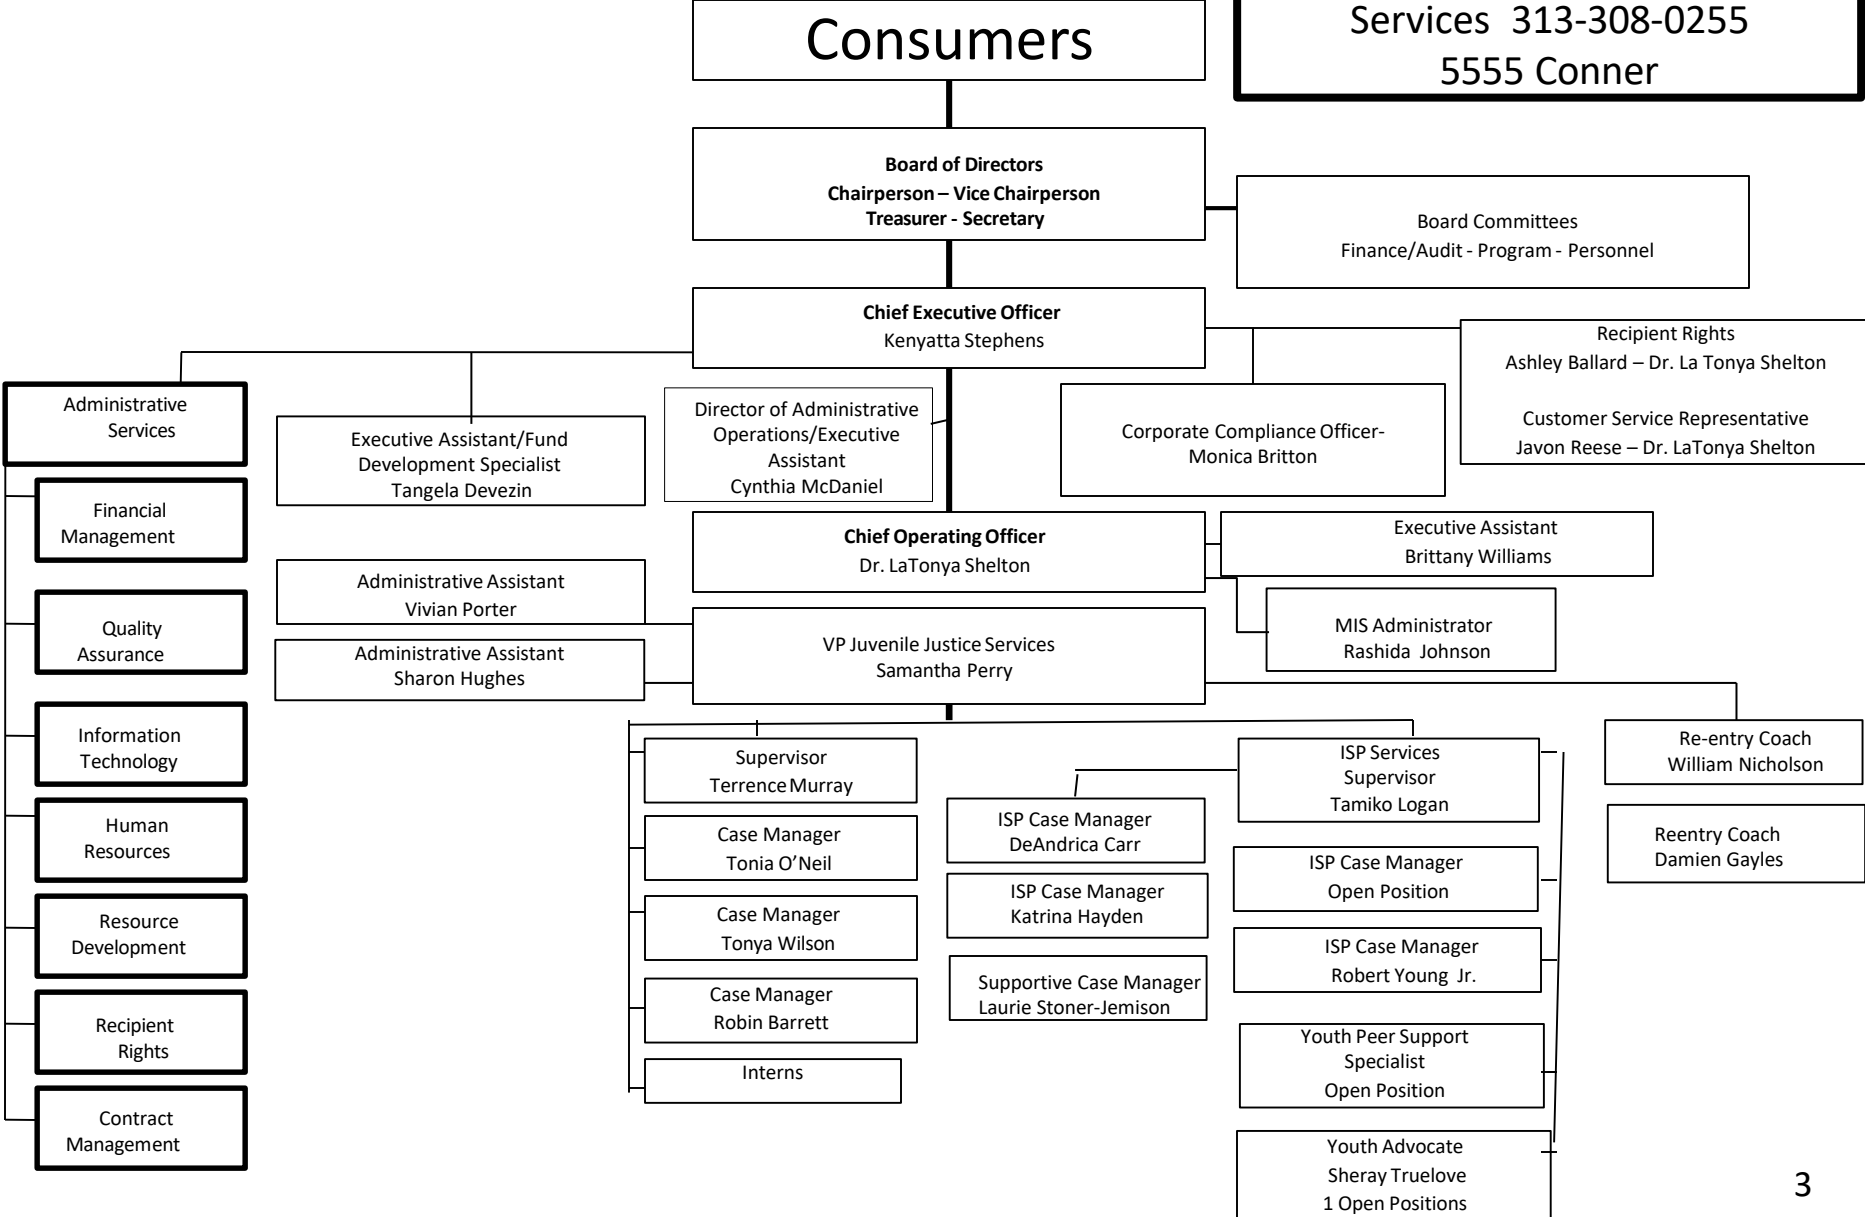 Consumers
Services 313-308-0255
5555 Conner
Board of Directors
Chairperson – Vice Chairperson
Treasurer - Secretary
Board Committees
Finance/Audit - Program - Personnel
Chief Executive Officer
Kenyatta Stephens
Recipient Rights
Ashley Ballard – Dr. La Tonya Shelton
Customer Service Representative
Javon Reese – Dr. LaTonya Shelton
Administrative
Services
Executive Assistant/Fund
Development Specialist
Tangela Devezin
Director of Administrative
Operations/Executive
Assistant
Cynthia McDaniel
Corporate Compliance Officer-
Monica Britton
Financial
Management
Chief Operating Officer
Dr. LaTonya Shelton
Executive Assistant
Brittany Williams
Administrative Assistant
Vivian Porter
MIS Administrator
Rashida Johnson
Quality
Assurance
Administrative Assistant
Sharon Hughes
VP Juvenile Justice Services
Samantha Perry
Information
Technology
Human
Resources
Resource
Development
Recipient
Rights
Contract
Management
Supervisor
Terrence Murray
Case Manager
Tonia O’Neil
Case Manager
Tonya Wilson
Case Manager
Robin Barrett
Interns
ISP Case Manager
DeAndrica Carr
ISP Case Manager
Katrina Hayden
Supportive Case Manager
Laurie Stoner-Jemison
ISP Services
Supervisor
Tamiko Logan
ISP Case Manager
Open Position
ISP Case Manager
Robert Young Jr.
Youth Peer Support
Specialist
Open Position
Youth Advocate
Sheray Truelove
1 Open Positions
Re-entry Coach
William Nicholson
Reentry Coach
Damien Gayles
3